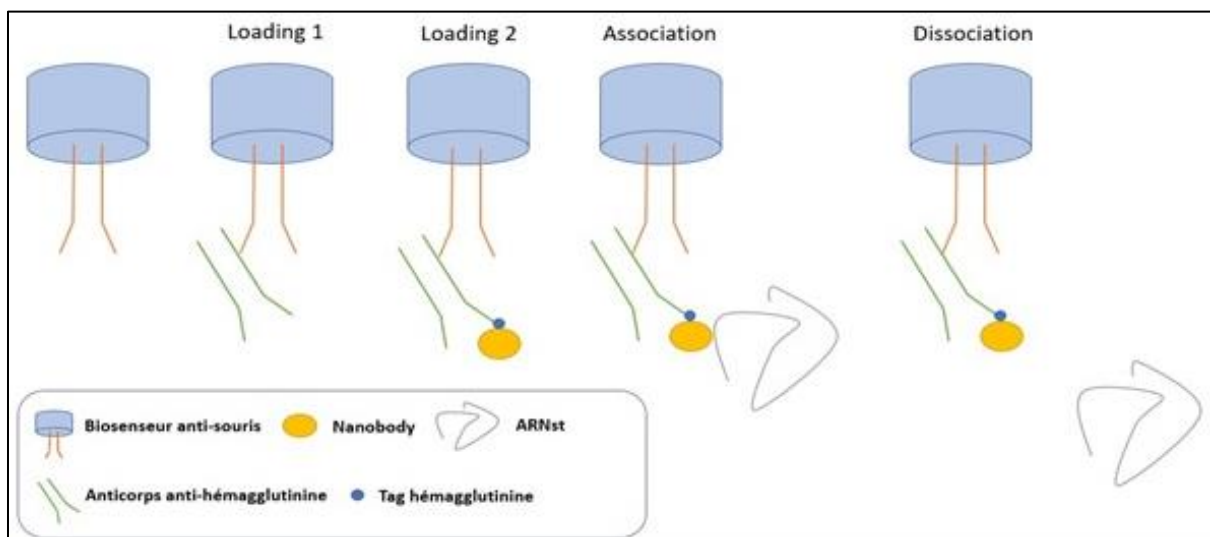 Loading 1
Loading 2
Association
Dissociation
Biosenseur anti-souris
Nanobody
ARNst
Anticorps anti-hémagglutinine
Tag hémagglutinine